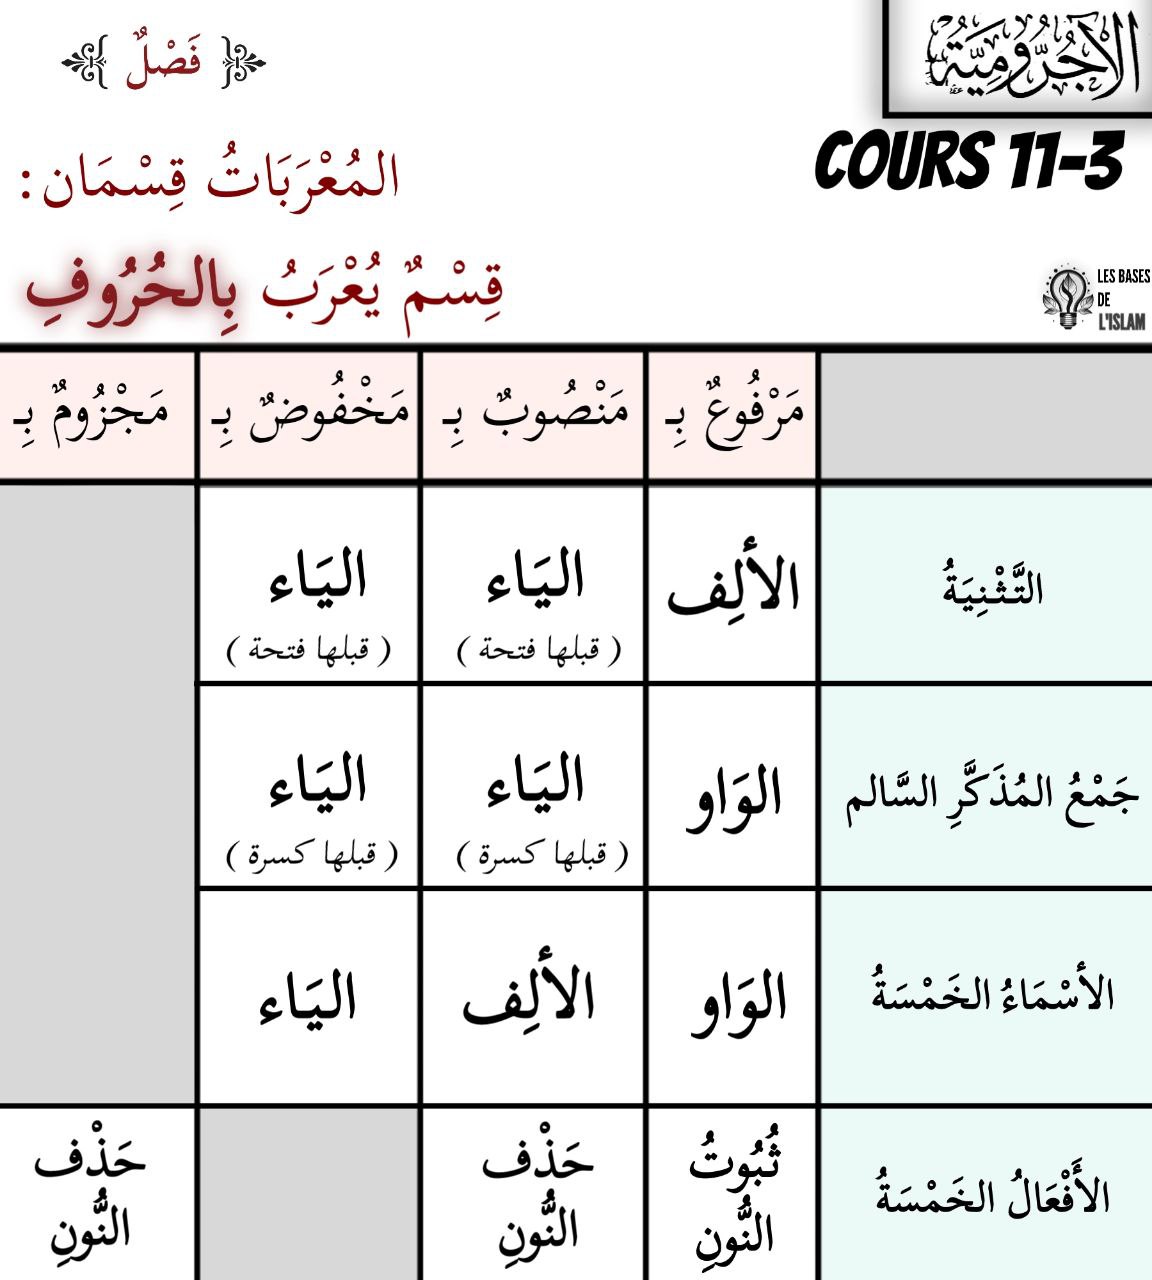 الآجُرُّومِيَّة
COURS 11-3
﴿ فَصْلٌ ﴾
المُعْرَبَاتُ قِسْمَان :
قِسْمٌ يُعْرَبُ بِالحُرُوفِ
LES BASES
DE
L'ISLAM
مَرْفُوعٌ بِـ
مَنْصُوبٌ بِـ
مَخْفُوضٌ بِـ
مَجْزُومٌ بِـ
التَّثْنِيَةُ
الألِف
اليَاء
( قبلها فتحة )
اليَاء
( قبلها فتحة )
جَمْعُ المُذَكَّرِ السَّالم
الوَاو
اليَاء
( قبلها كسرة )
اليَاء
( قبلها كسرة )
الأسْمَاءُ الخَمْسَةُ
الوَاو
الألِف
اليَاء
الأَفْعَالُ الخَمْسَةُ
ثُبُوتُ
النُّونِ
حَذْف
النُّونِ
حَذْف
النُّونِ